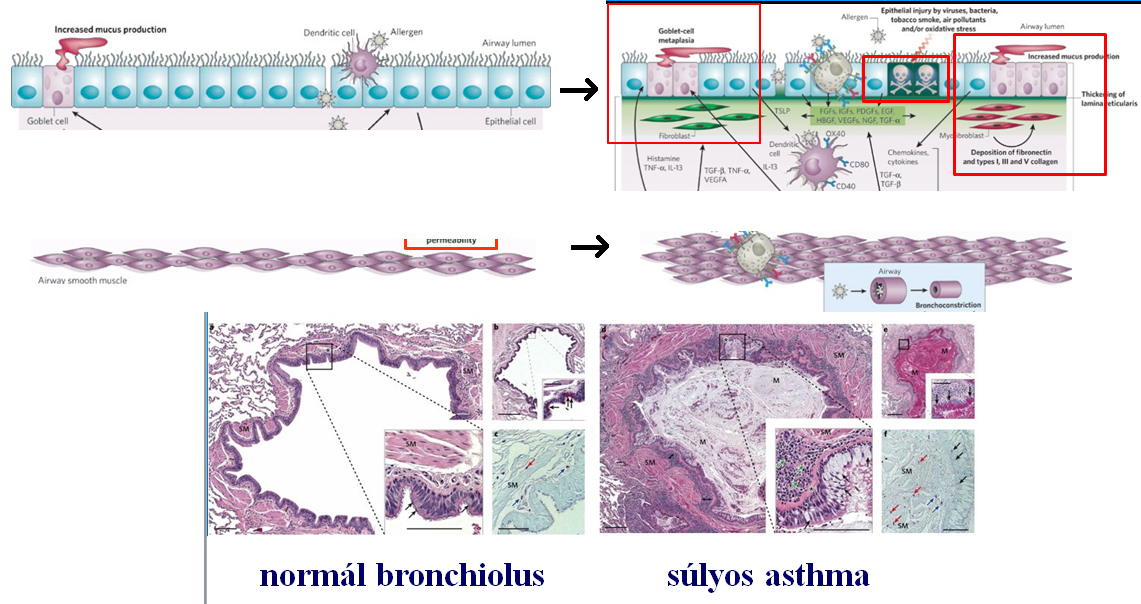 Increased mucus production
Dendritic cell
Allergen
Airway lumen
Goblet cell
Epithelial cell
Goblet-cell
metaplasia
Allergen
Epithelial injury by viruses, bacteria,
tobacco smoke, air pollutants
and/or oxidative stress
Airway lumen
Increased mucus production
Thickening of
lamina reticularis
TSLP
FGFs, IGFs, PDGFs, EGF,
HBGF, VEGFs, NGF, TGF-α
Fibroblast
OX40
Dendritic
cell
CD80
CD40
Histamine
TNF-α, IL-13
TGF-β, TNF-α,
VEGFA
IL-13
Chemokines,
cytokines
TGF-α,
TGF-β
Myofibroblast
Deposition of fibronectin
and types I, III and V collagen
permeability
Airway smooth muscle
Airway
Bronchoconstriction
a
SM
SM
SM
b
c
d
SM
M
M
SM
SM
e
M
M
f
SM
SM
normál bronchiolus
súlyos asthma